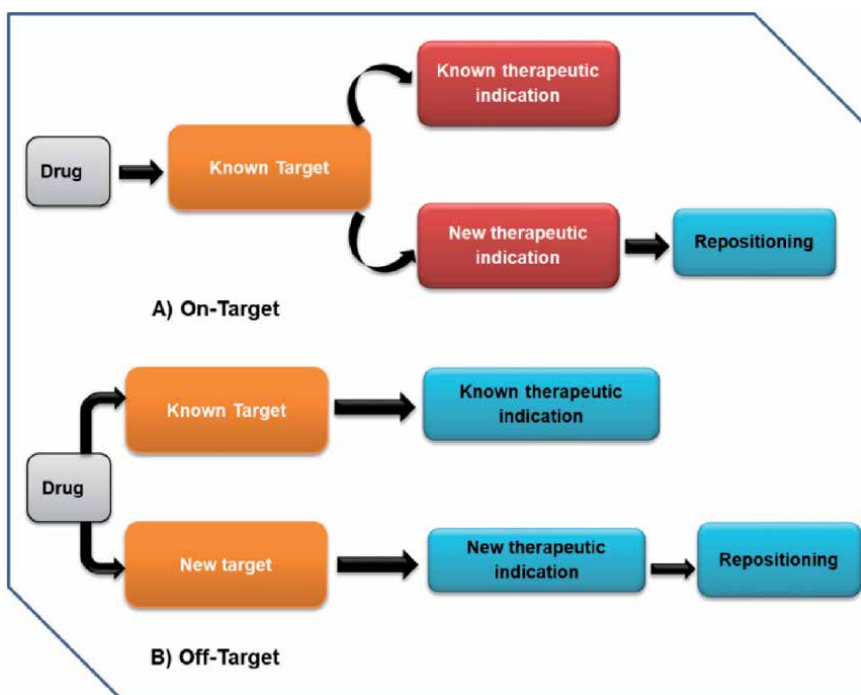 Known therapeutic
indication
Drug
Known Target
New therapeutic
indication
Repositioning
A) On-Target
Known Target
Known therapeutic
indication
Drug
New target
New therapeutic
indication
Repositioning
B) Off-Target